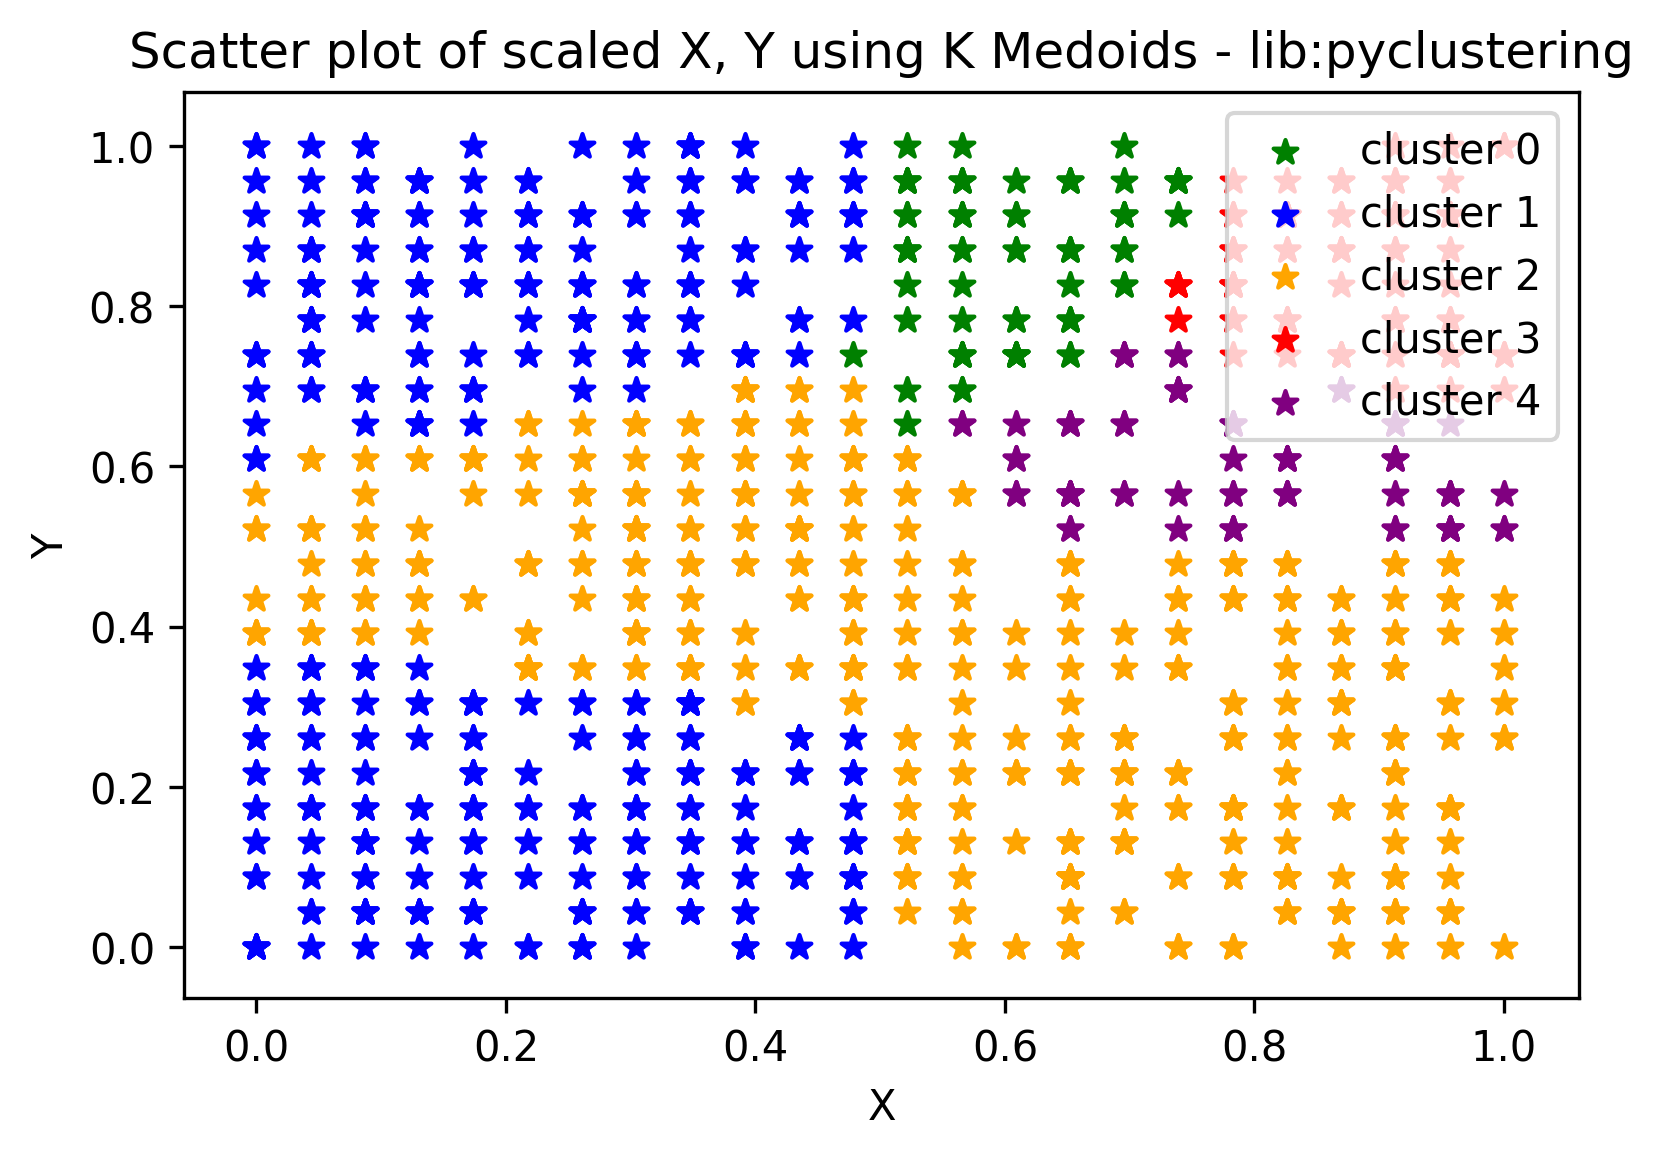 Scatter plot of scaled X, Y using K Medoids - lib:pyclustering
cluster 0
cluster 1
cluster 2
cluster 3
cluster 4
1.0
0.8
0.6
0.4
0.2
0.0
Y
0.0 0.2 0.4 0.6 0.8 1.0
X